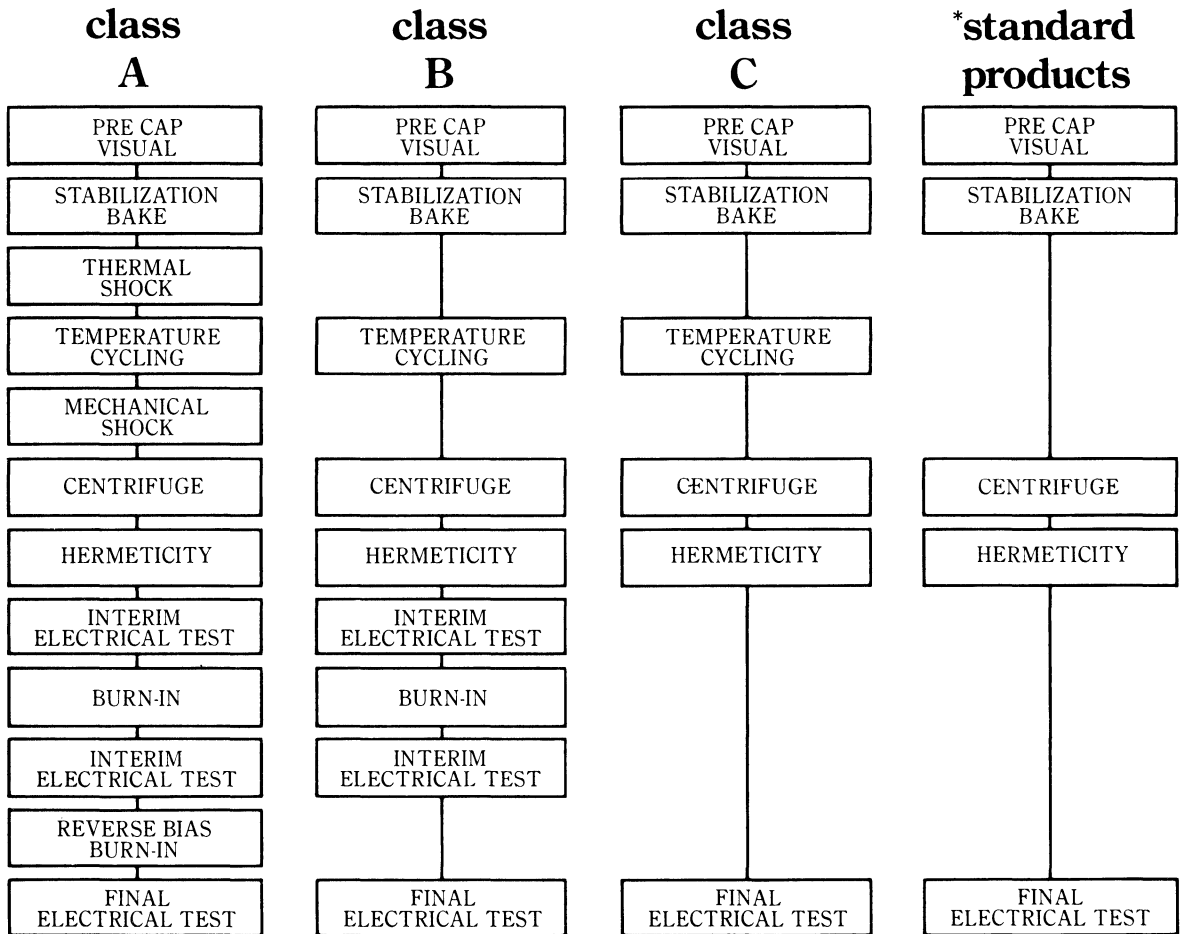 class
A
PRE CAP
VISUAL
STABILIZATION
BAKE
THERMAL
SHOCK
TEMPERATURE
CYCLING
MECHANICAL
SHOCK
CENTRIFUGE
HERMETICITY
INTERIM
ELECTRICAL TEST
BURN-IN
INTERIM
ELECTRICAL TEST
REVERSE BIAS
BURN-IN
FINAL
ELECTRICAL TEST
class
B
PRE CAP
VISUAL
STABILIZATION
BAKE
TEMPERATURE
CYCLING
CENTRIFUGE
HERMETICITY
INTERIM
ELECTRICAL TEST
BURN-IN
INTERIM
ELECTRICAL TEST
FINAL
ELECTRICAL TEST
class
C
PRE CAP
VISUAL
STABILIZATION
BAKE
TEMPERATURE
CYCLING
CENTRIFUGE
HERMETICITY
FINAL
ELECTRICAL TEST
*standard
products
PRE CAP
VISUAL
STABILIZATION
BAKE
CENTRIFUGE
HERMETICITY
FINAL
ELECTRICAL TEST